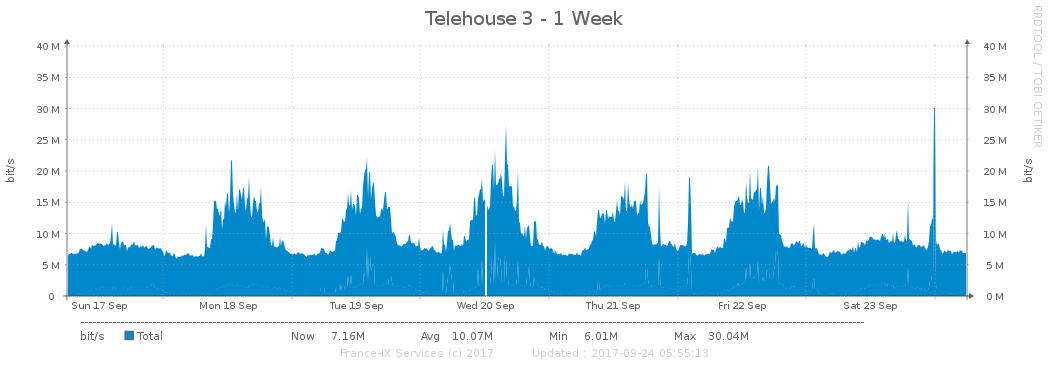 Telehouse 3 - 1 Week
RRDTOOL / TOBI OETIKER
bit/s
40 M 40 M
35 M 35 M
30 M 30 M
25 M 25 M
20 M 20 M
15 M 15 M
10 M 10 M
5 M 5 M
0 0 M
bit/s
Sun 17 Sep Mon 18 Sep Tue 19 Sep Wed 20 Sep Thu 21 Sep Fri 22 Sep Sat 23 Sep
bit/s Total Now 7.16M Avg 10.07M Min 6.01M Max 30.04M
France-IX Services (c) 2017 Updated : 2017-09-24 05:55:13